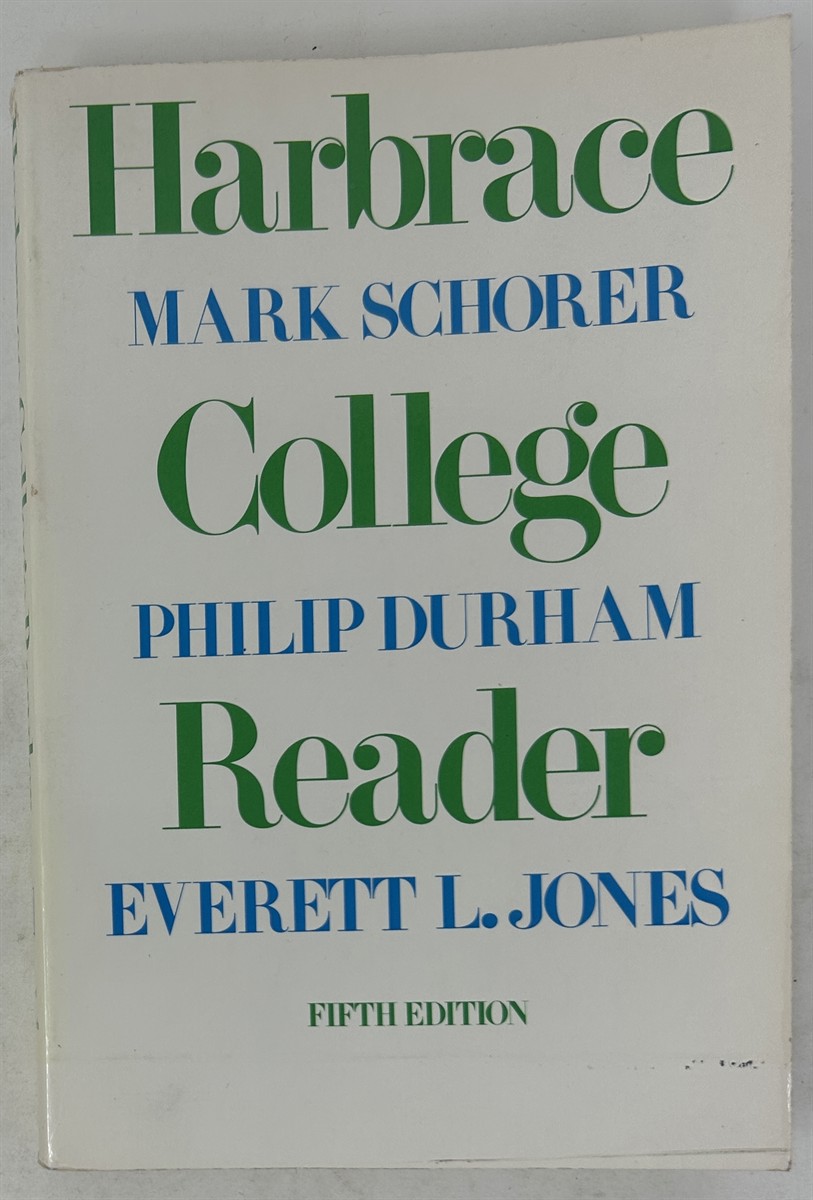 Harbrace
MARK SCHORER
College
PHILIP DURHAM
Reader
EVERETT L. JONES
FIFTH EDITION